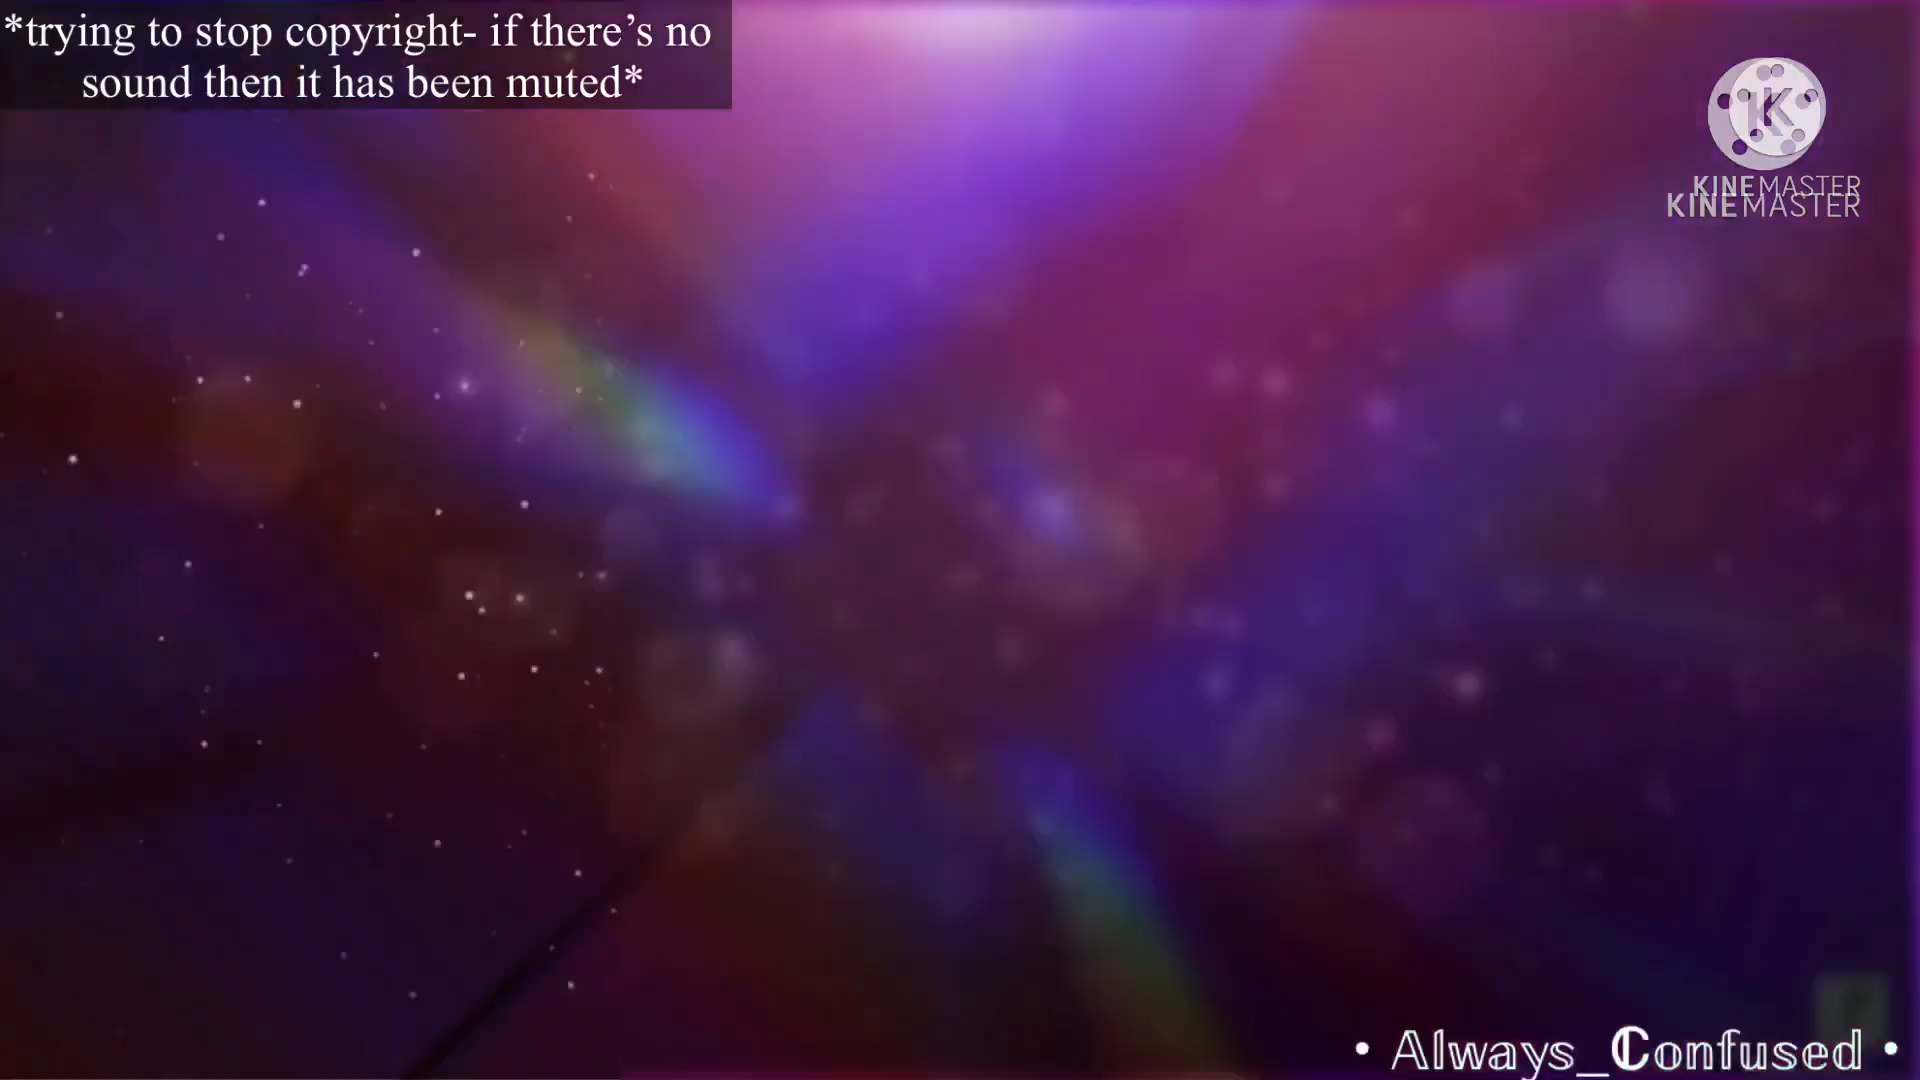 *trying to stop copyright- if there’s no
sound then it has been muted*
K
KINEMASTER
KINEMASTER
• Always_Confused •